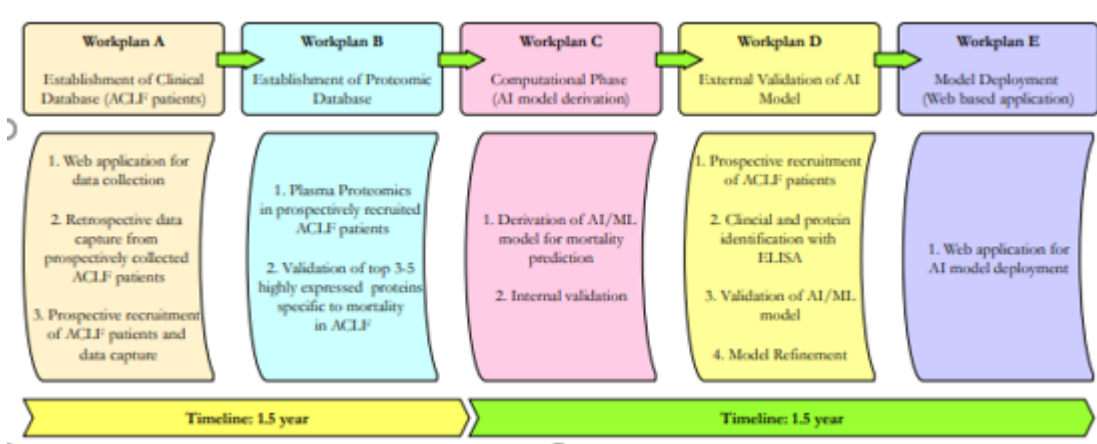 Workplan A
Establishment of Clinical
Database (ACLF patients)
Workplan B
Establishment of Proteomic
Database
Workplan C
Computational Phase
(AI model derivation)
Workplan D
External Validation of AI
Model
Workplan E
Model Deployment
(Web based application)
1. Web application for
data collection
2. Retrospective data
capture from
prospectively collected
ACLF patients
3. Prospective recruitment
of ACLF patients and
data capture
1. Plasma Proteomics
in prospectively recruited
ACLF patients
2. Validation of top 3-5
highly expressed proteins
specific to mortality
in ACLF
1. Derivation of AI/ML
model for mortality
prediction
2. Internal validation
1. Prospective recruitment
of ACLF patients
2. Clincial and protein
identification with
ELISA
3. Validation of AI/ML
model
4. Model Refinement
1. Web application for
AI model deployment
Timeline: 1.5 year
Timeline: 1.5 year